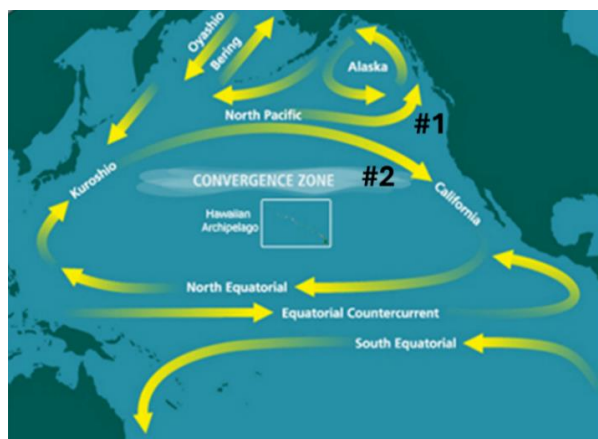 Oyashio
Bering
Alaska
North Pacific
#1
Kuroshio
CONVERGENCE ZONE
#2
California
Hawaiian
Archipelago
North Equatorial
Equatorial Countercurrent
South Equatorial